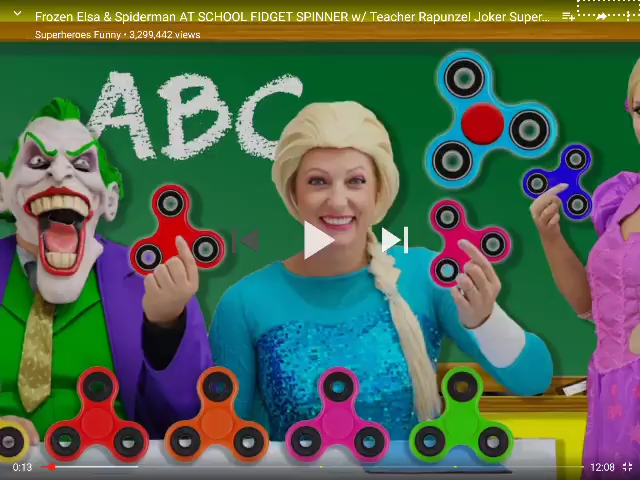 Frozen Elsa & Spiderman AT SCHOOL FIDGET SPINNER w/ Teacher Rapunzel Joker Super...
Superheroes Funny • 3,299,442 views
ABC
0:13
12:08